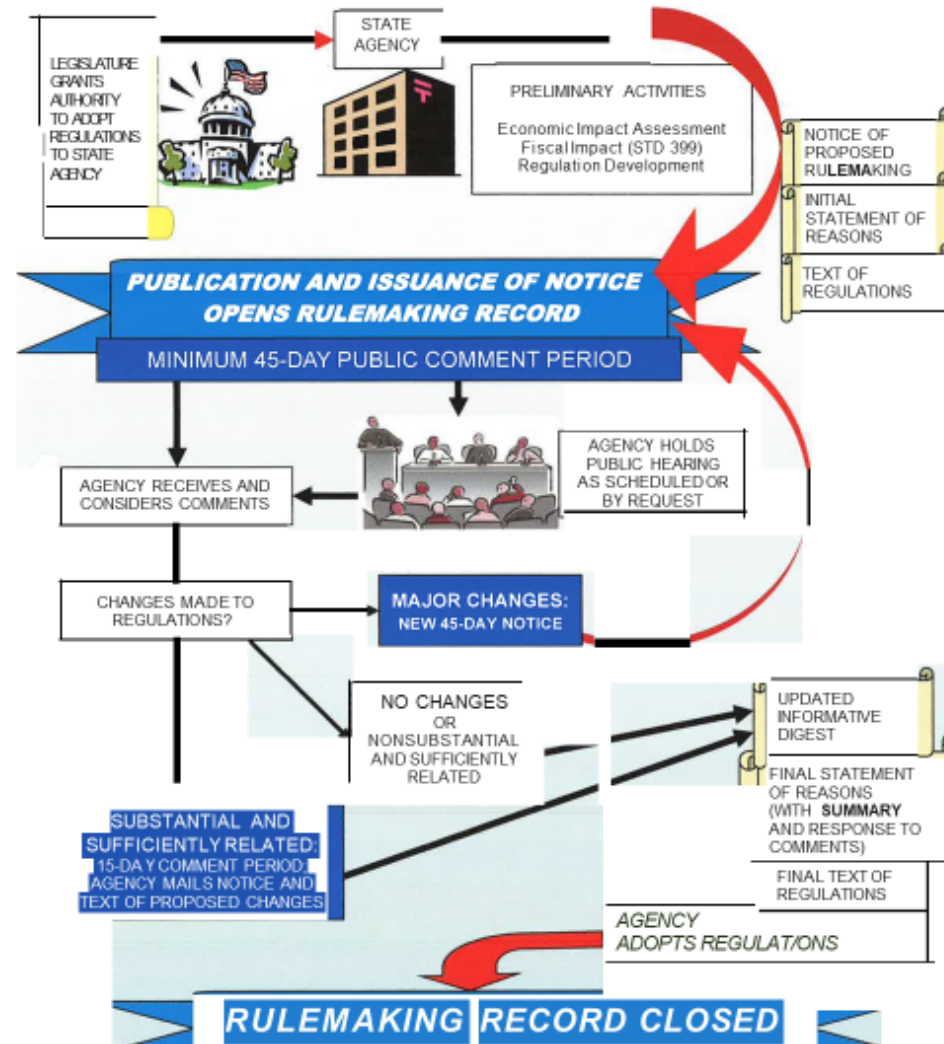 LEGISLATURE
GRANTS
AUTHORITY
TO ADOPT
REGULATIONS
TO STATE
AGENCY
STATE
AGENCY
PRELIMINARY ACTIVITIES
Economic Impact Assessment
Fiscal Impact (STD 399)
Regulation Development
NOTICE OF
PROPOSED
RULEMAKING
INITIAL
STATEMENT OF
REASONS
TEXT OF
REGULATIONS
PUBLICATION AND ISSUANCE OF NOTICE
OPENS RULEMAKING RECORD
MINIMUM 45-DAY PUBLIC COMMENT PERIOD
AGENCY HOLDS
PUBLIC HEARING
AS SCHEDULED OR
BY REQUEST
AGENCY RECEIVES AND
CONSIDERS COMMENTS
CHANGES MADE TO
REGULATIONS?
MAJOR CHANGES:
NEW 45-DAY NOTICE
NO CHANGES
OR
NONSUBSTANTIAL
AND SUFFICIENTLY
RELATED
SUBSTANTIAL AND
SUFFICIENTLY RELATED:
15-DAY COMMENT PERIOD;
AGENCY MAILS NOTICE AND
TEXT OF PROPOSED CHANGES
UPDATED
INFORMATIVE
DIGEST
FINAL STATEMENT
OF REASONS
(WITH SUMMARY
AND RESPONSE TO
COMMENTS)
FINAL TEXT OF
REGULATIONS
AGENCY
ADOPTS REGULAT/ONS
RULEMAKING RECORD CLOSED